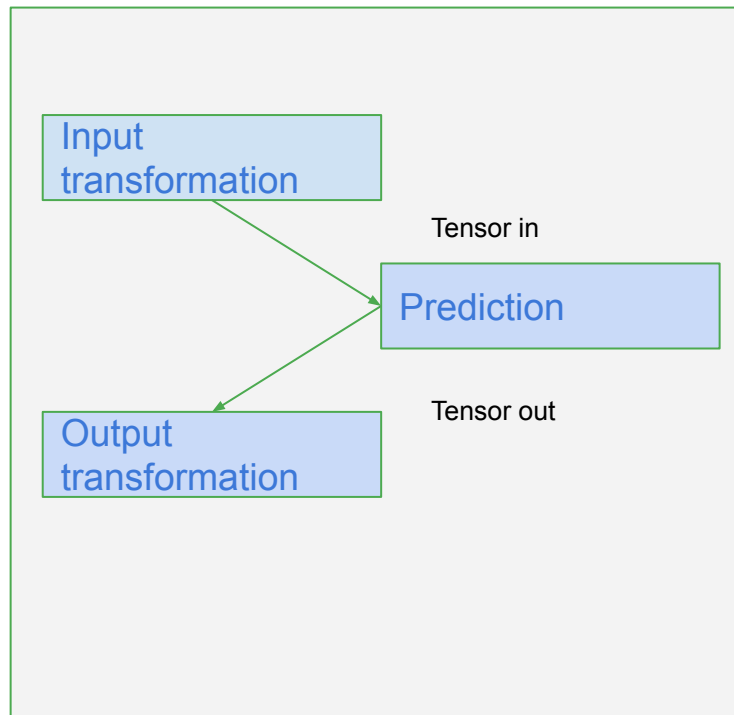 Input
transformation
Tensor in
Prediction
Tensor out
Output
transformation